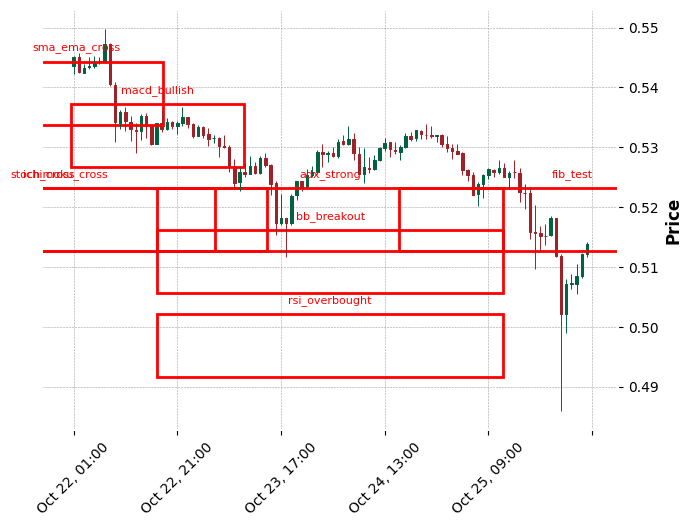 0.55
sma_ema_cross
0.54
macd_bullish
0.53
adx_strong
fib_test
0.52
bb_breakout
Price
0.51
rsi_overbought
0.50
0.49
Oct 22, 01:00
Oct 22, 21:00
Oct 23, 17:00
Oct 24, 13:00
Oct 25, 09:00